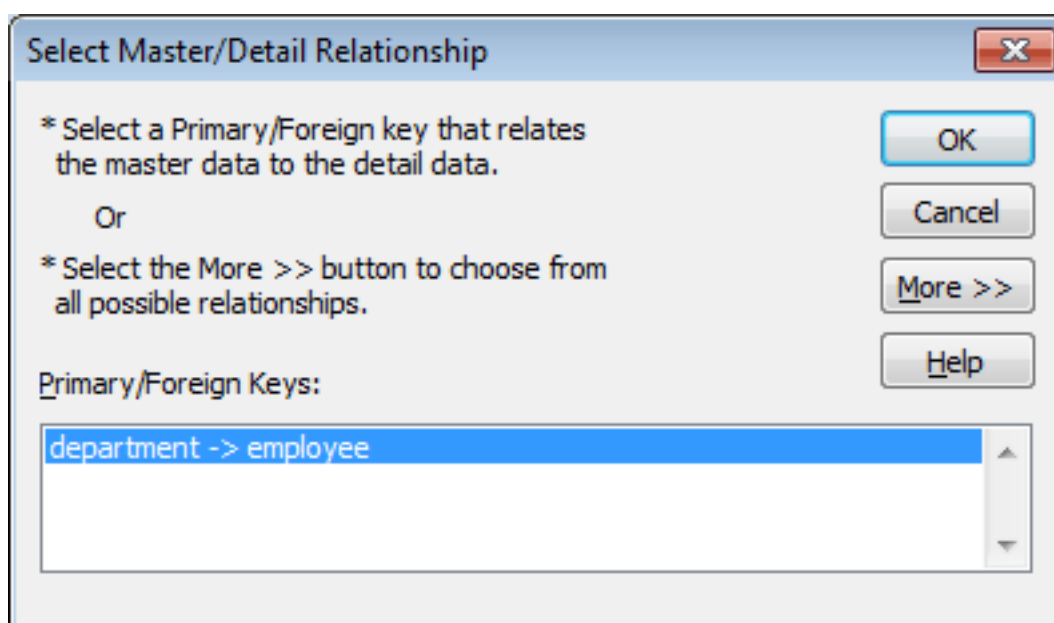 Select Master/Detail Relationship
* Select a Primary/Foreign key that relates
the master data to the detail data.
Or
* Select the More >> button to choose from
all possible relationships.
OK
Cancel
More >>
Help
Primary/Foreign Keys:
department -> employee